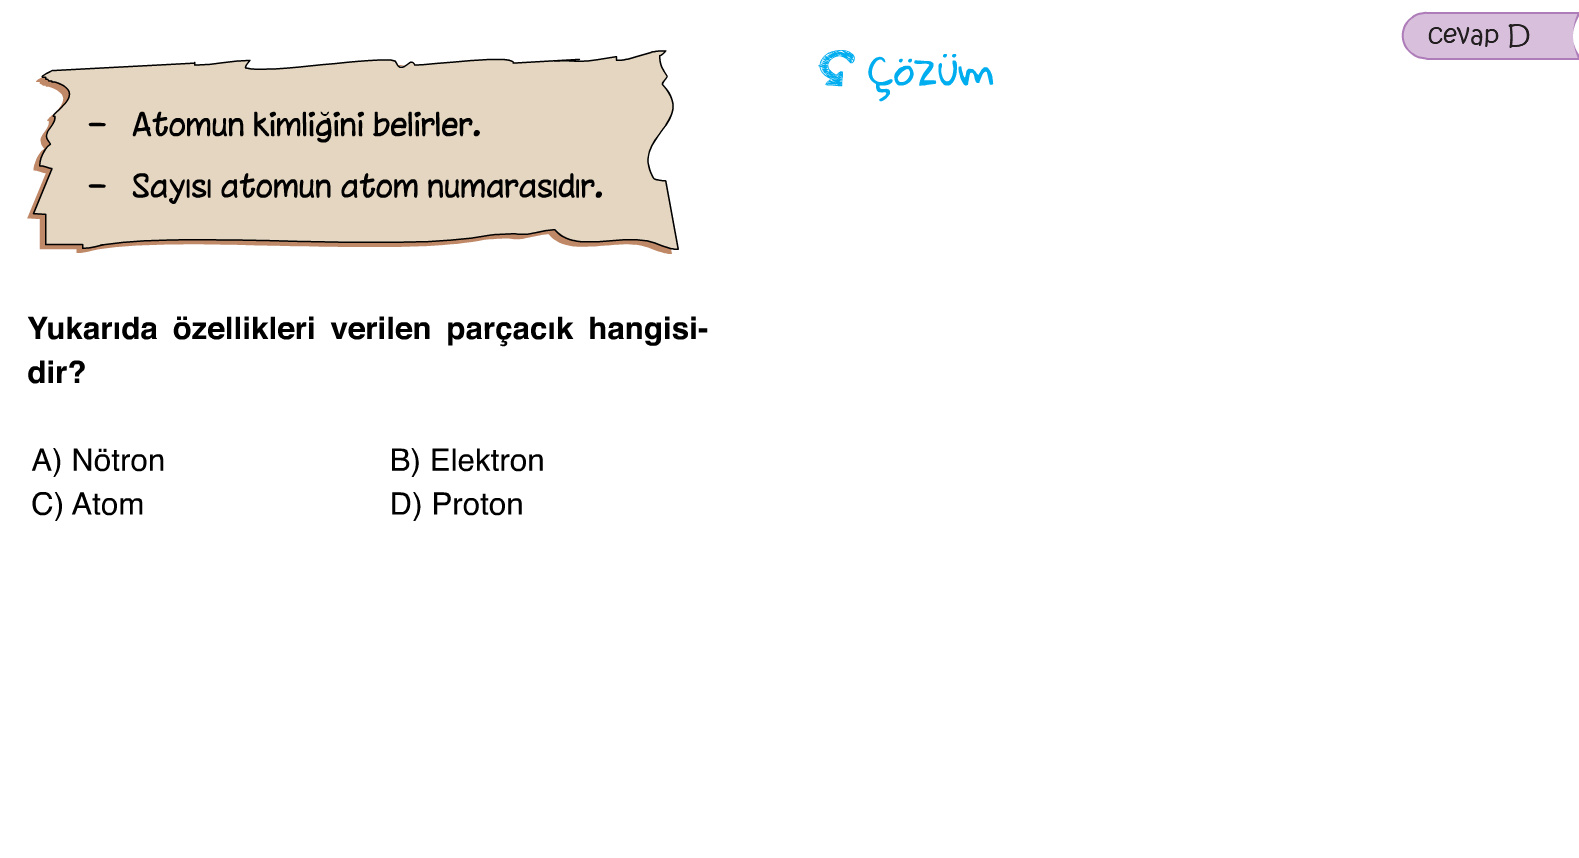 - Atomun kimliğini belirler.
- Sayısı atomun atom numarasıdır.
Yukarıda özellikleri verilen parçacık hangisi-
dir?
A) Nötron B) Elektron
C) Atom D) Proton
Çözüm
cevap D